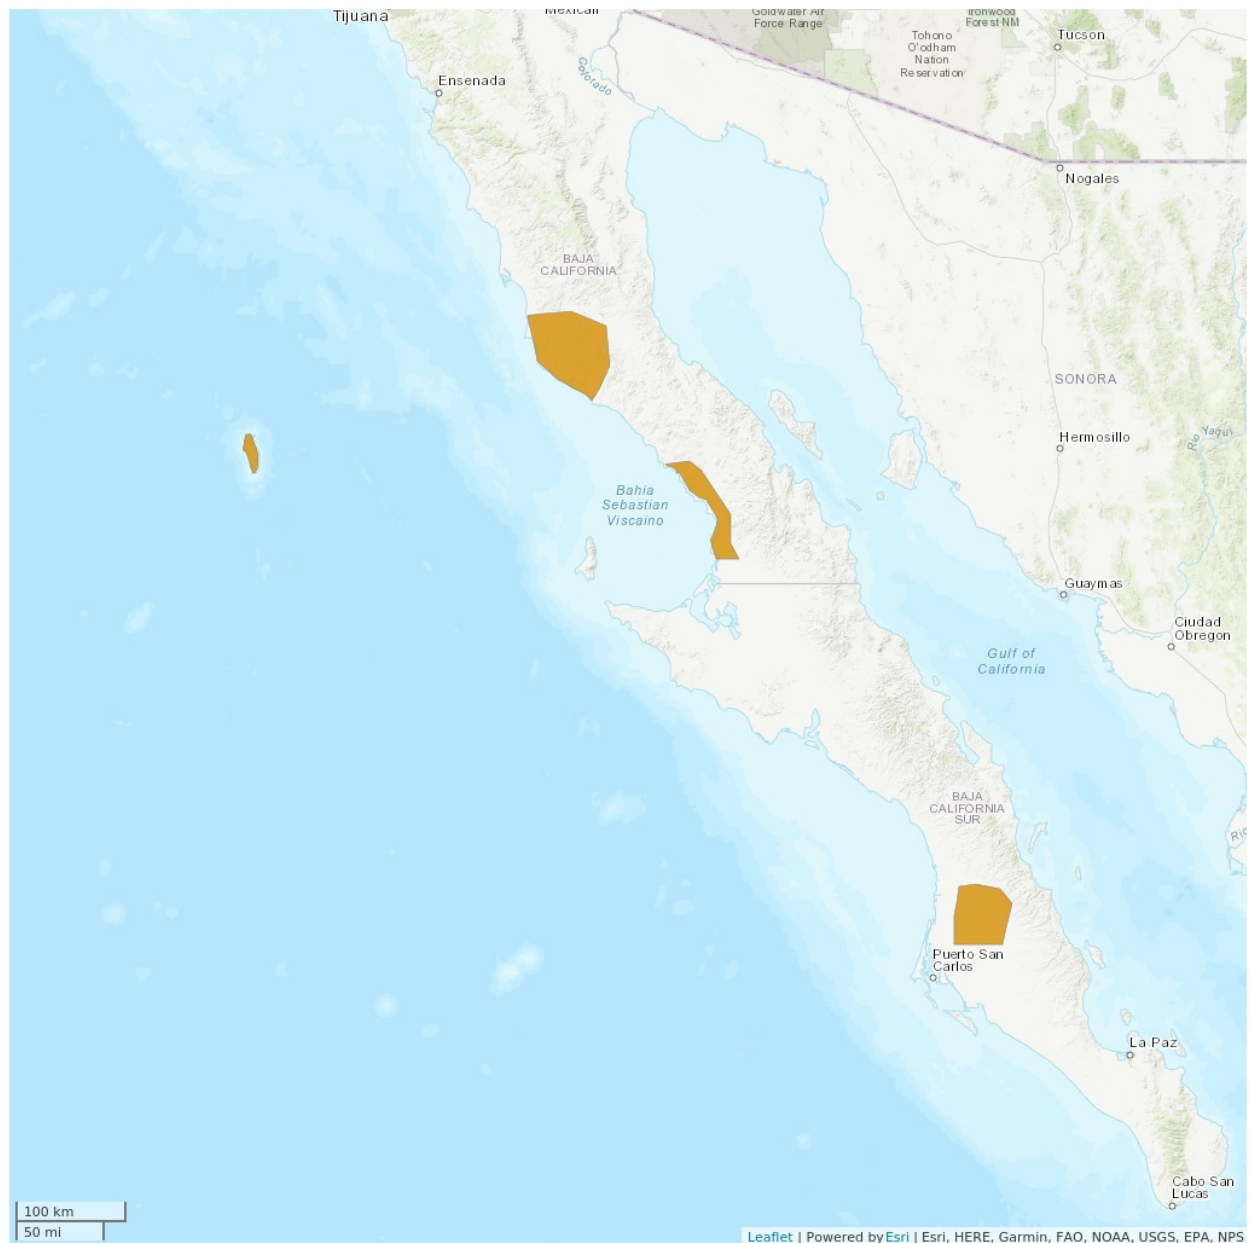 Tijuana
Mexicali
Goldwater Air
Force Range
Ironwood
Forest NM
Tucson
Tohono
O'odham
Nation
Reservation
Colorado
Ensenada
Nogales
BAJA
CALIFORNIA
SONORA
Hermosillo
Rio Yaqui
Bahia
Sebastian
Viscaino
Guaymas
Ciudad
Obregon
Gulf of
California
BAJA
CALIFORNIA
SUR
Puerto San
Carlos
La Paz
Cabo San
Lucas
100 km
50 mi
Leaflet | Powered by Esri | Esri, HERE, Garmin, FAO, NOAA, USGS, EPA, NPS